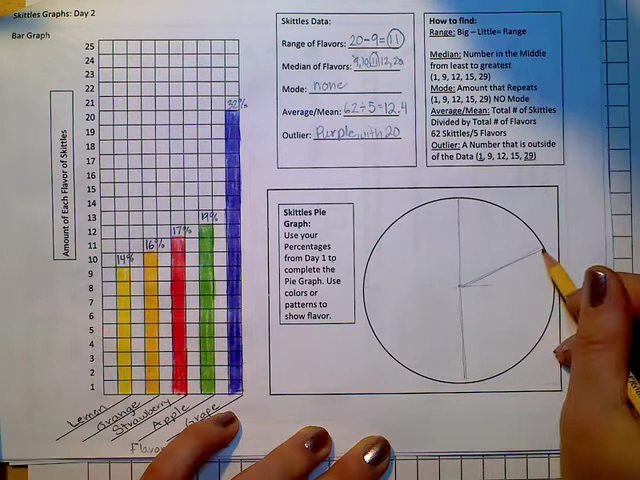 Skittles Graphs: Day 2
Bar Graph
Amount of Each Flavor of Skittles
25
24
23
22
21
20
19
18
17
16
15
14
13
12
11
10
9
8
7
6
5
4
3
2
1
14%
16%
17%
19%
32%
Lemon
Orange
Strawberry
Apple
Grape
Flavor
Skittles Data:
Range of Flavors: 20-9=11
Median of Flavors: 9,10,11,12,20
Mode: none
Average/Mean: 62÷5=12.4
Outlier: Purple with 20
How to find:
Range: Big – Little= Range
Median: Number in the Middle
from least to greatest
(1, 9, 12, 15, 29)
Mode: Amount that Repeats
(1, 9, 12, 15, 29) NO Mode
Average/Mean: Total # of Skittles
Divided by Total # of Flavors
62 Skittles/5 Flavors
Outlier: A Number that is outside
of the Data (1, 9, 12, 15, 29)
Skittles Pie
Graph:
Use your
Percentages
from Day 1 to
complete the
Pie Graph. Use
colors or
patterns to
show flavor.